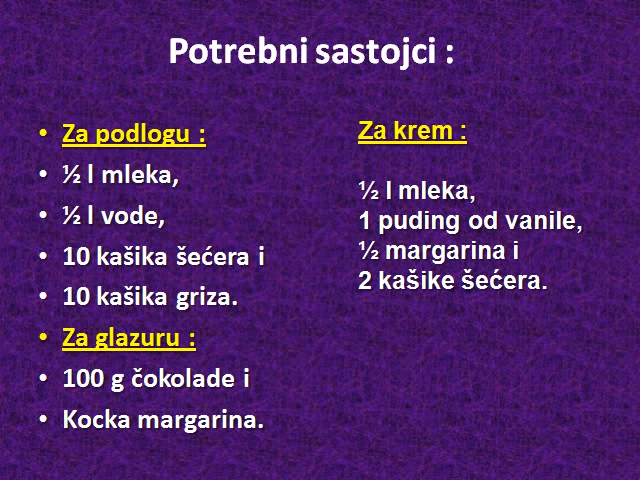 Potrebni sastojci :
• Za podlogu :
• ½ l mleka,
• ½ l vode,
• 10 kašika šećera i
• 10 kašika griza.
• Za glazuru :
• 100 g čokolade i
• Kocka margarina.
Za krem :
½ l mleka,
1 puding od vanile,
½ margarina i
2 kašike šećera.